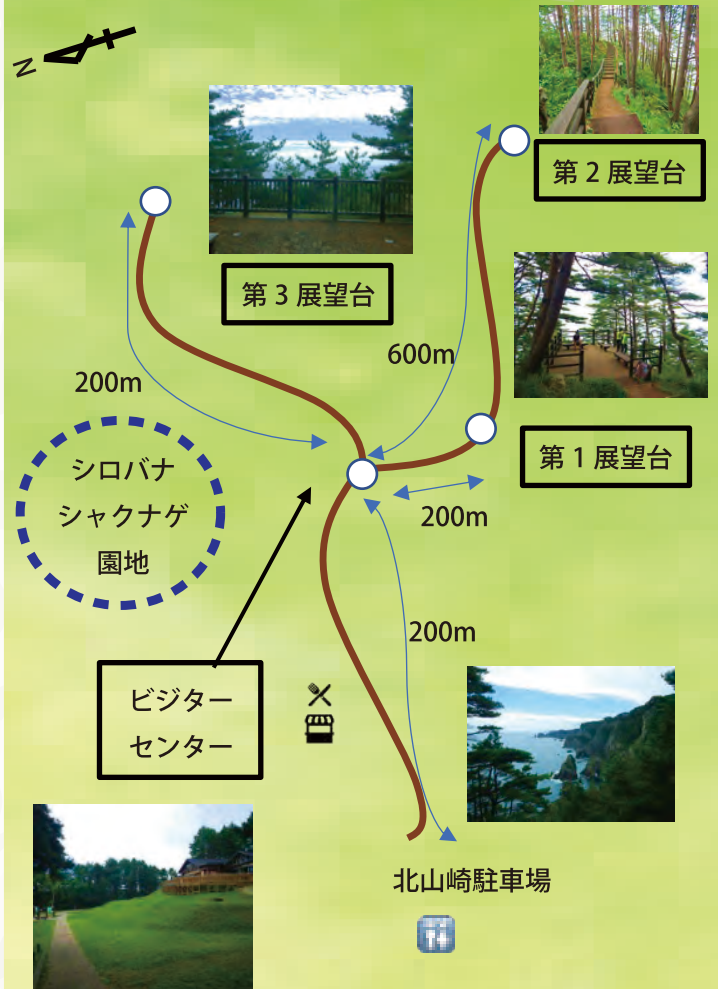 N
第 2 展望台
第 3 展望台
600m
200m
第 1 展望台
シロバナ
シャクナゲ
園地
200m
200m
ビジター
センター
北山崎駐車場